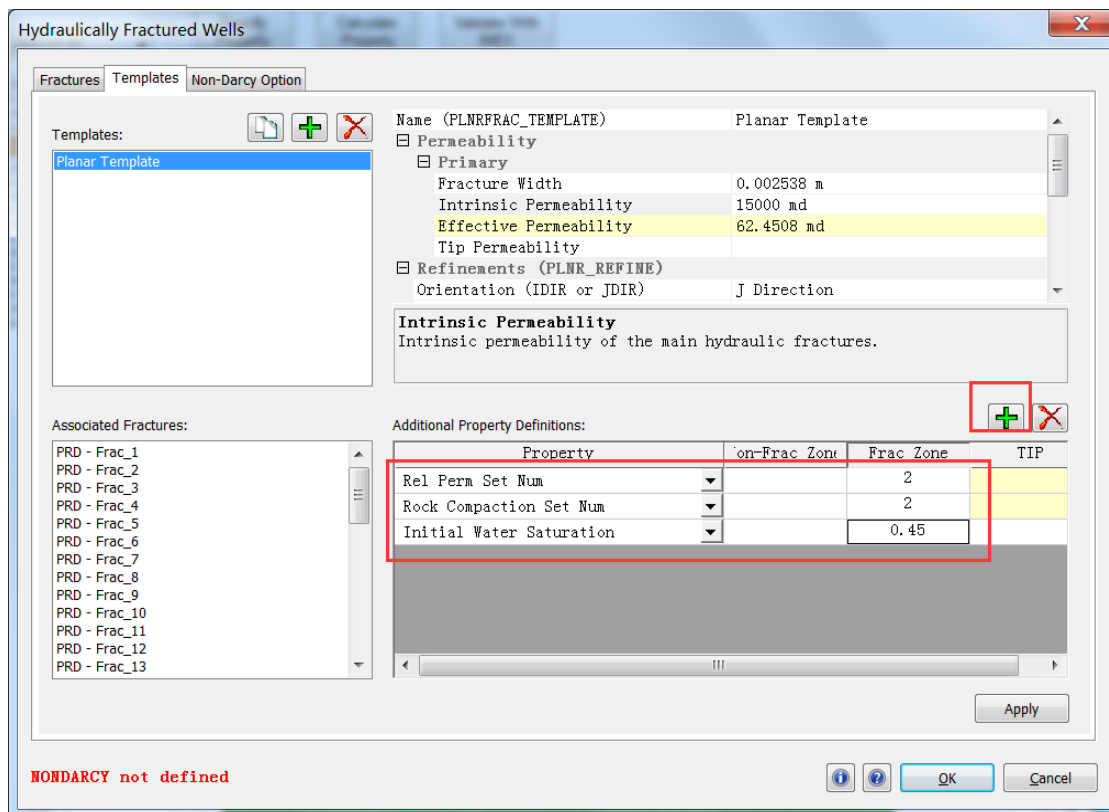 Hydraulically Fractured Wells
Calculate
Property
Validate With
Fractures Templates Non-Darcy Option
Templates:
Planar Template
Name (PLNRFRAC_TEMPLATE) Planar Template
Permeability
Primary
Fracture Width 0.002538 m
Intrinsic Permeability 15000 md
Effective Permeability 62.4508 md
Tip Permeability
Refinements (PLNR_REFINE)
Orientation (IDIR or JDIR) J Direction
Intrinsic Permeability
Intrinsic permeability of the main hydraulic fractures.
Associated Fractures:
PRD - Frac_1
PRD - Frac_2
PRD - Frac_3
PRD - Frac_4
PRD - Frac_5
PRD - Frac_6
PRD - Frac_7
PRD - Frac_8
PRD - Frac_9
PRD - Frac_10
PRD - Frac_11
PRD - Frac_12
PRD - Frac_13
Additional Property Definitions:
Property on-Frac Zone Frac Zone TIP
Rel Perm Set Num 2
Rock Compaction Set Num 2
Initial Water Saturation 0.45
Apply
NONDARCY not defined
OK Cancel